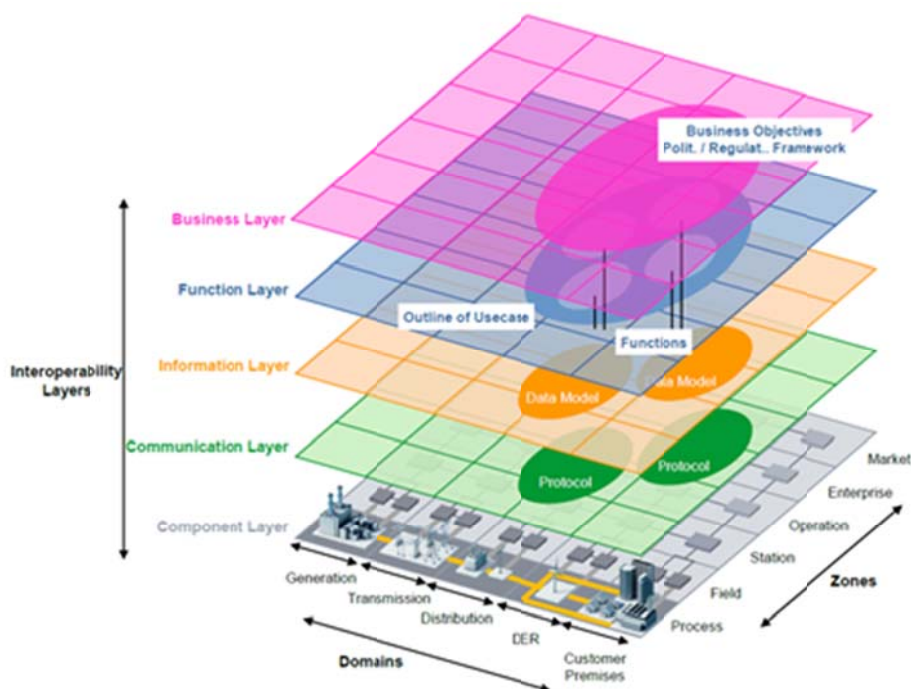 Business Objectives
Polit. / Regulat.. Framework
Business Layer
Function Layer
Outline of Usecase
Functions
Interoperability
Layers
Information Layer
Data Model
Data Model
Communication Layer
Protocol
Protocol
Component Layer
Market
Enterprise
Operation
Station
Field
Process
Zones
Generation
Transmission
Distribution
DER
Customer
Premises
Domains